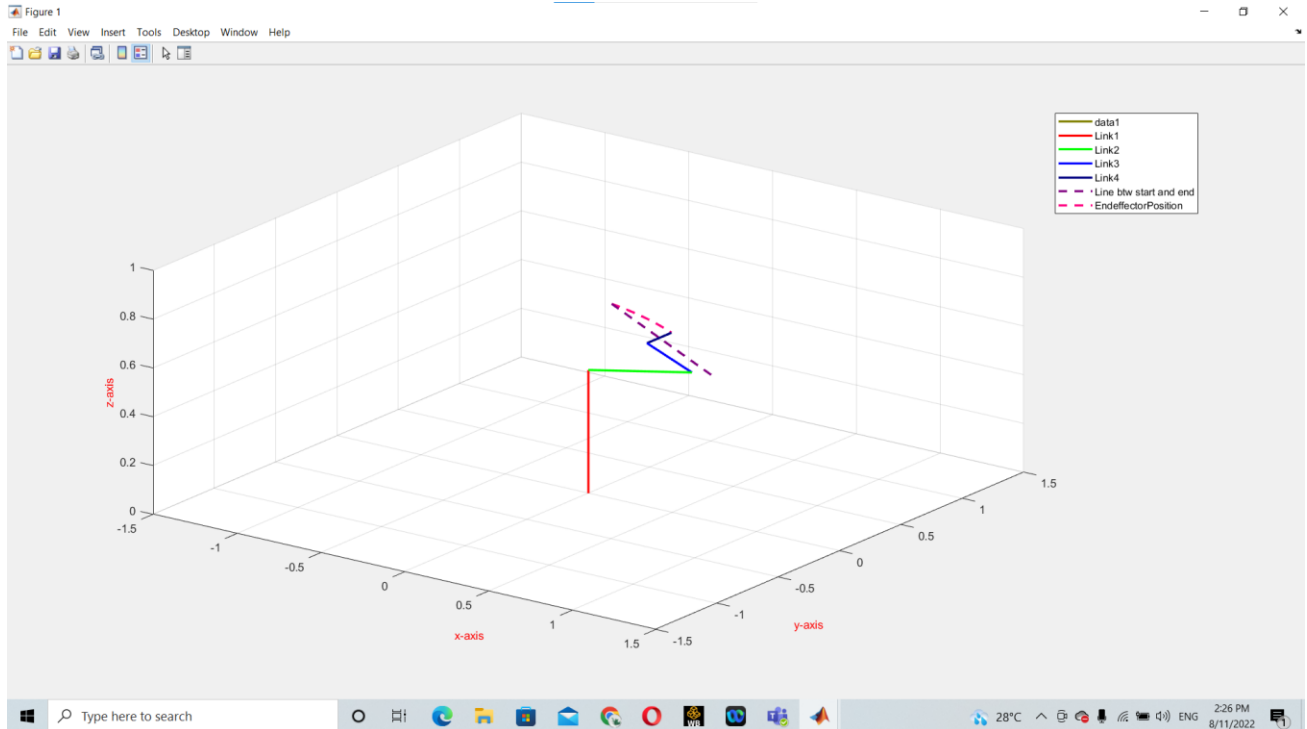 Figure 1
File Edit View Insert Tools Desktop Window Help
data1
Link1
Link2
Link3
Link4
Line btw start and end
EndeffectorPosition
1
0.8
0.6
0.4
0.2
0
z-axis
-1.5
-1
-0.5
0
0.5
1
1.5
x-axis
-1.5
-1
-0.5
0
0.5
1
1.5
y-axis
Type here to search
WB
28°C
ENG
2:26 PM
8/11/2022
1